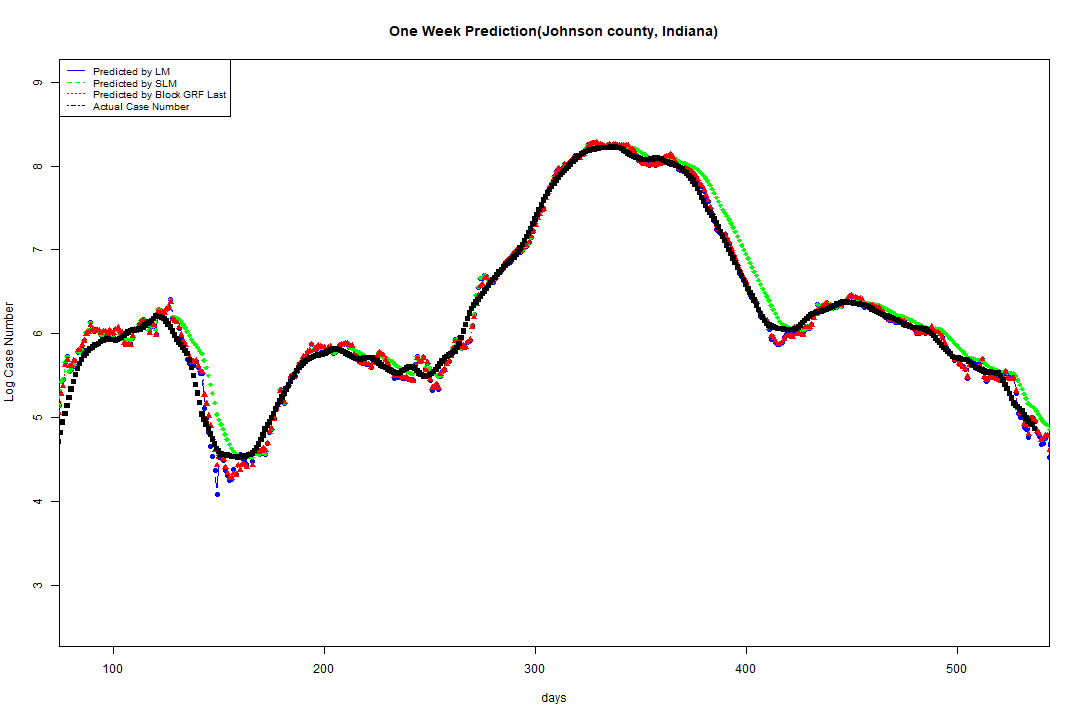 One Week Prediction(Johnson county, Indiana)
Predicted by LM
Predicted by SLM
Predicted by Block GRF Last
Actual Case Number
9
8
7
6
5
4
3
Log Case Number
100 200 300 400 500
days